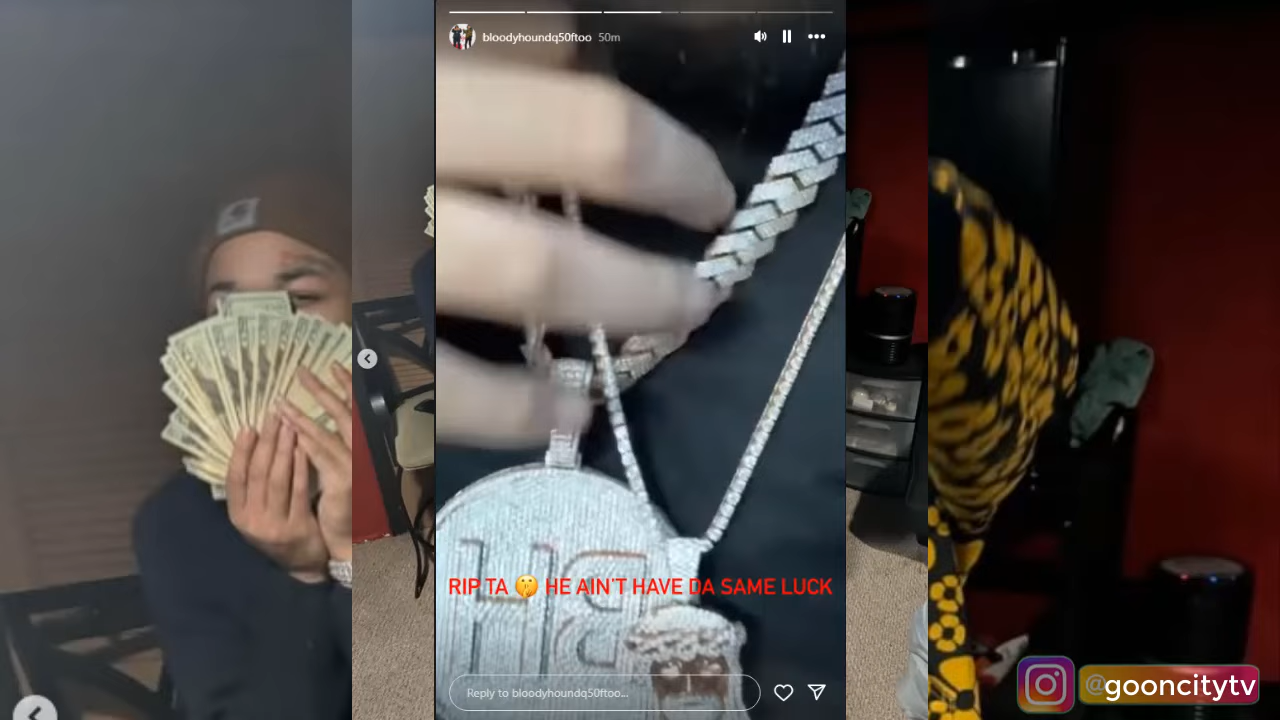 bloodyhoundq50ftoo 50m
RIP TA 🤫 HE AIN'T HAVE DA SAME LUCK
Reply to bloodyhoundq50ftoo...
@gooncitytv